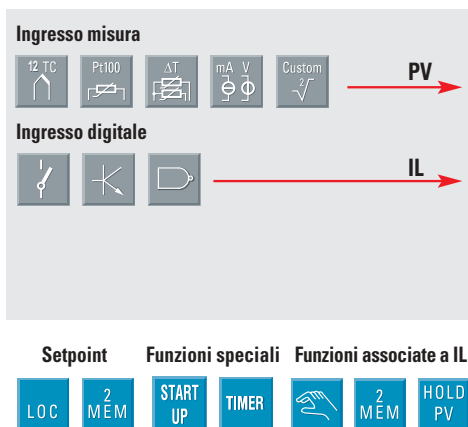 Ingresso misura
12 TC Pt100 ΔT mA V Custom
2√
PV
Ingresso digitale
IL
Setpoint Funzioni speciali Funzioni associate a IL
LOC 2 MEM START UP TIMER 2 MEM HOLD PV